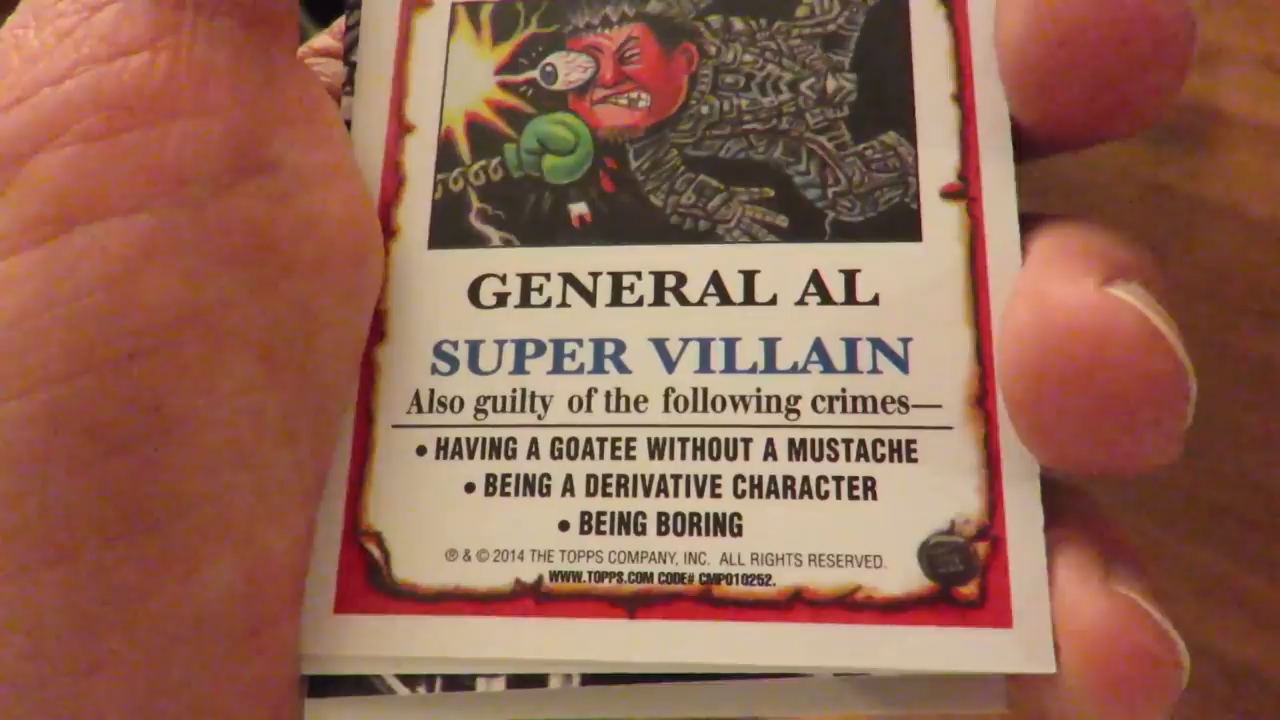 GENERAL AL
SUPER VILLAIN
Also guilty of the following crimes—
• HAVING A GOATEE WITHOUT A MUSTACHE
• BEING A DERIVATIVE CHARACTER
• BEING BORING
® & © 2014 THE TOPPS COMPANY, INC. ALL RIGHTS RESERVED.
WWW.TOPPS.COM CODE# CMP010252.